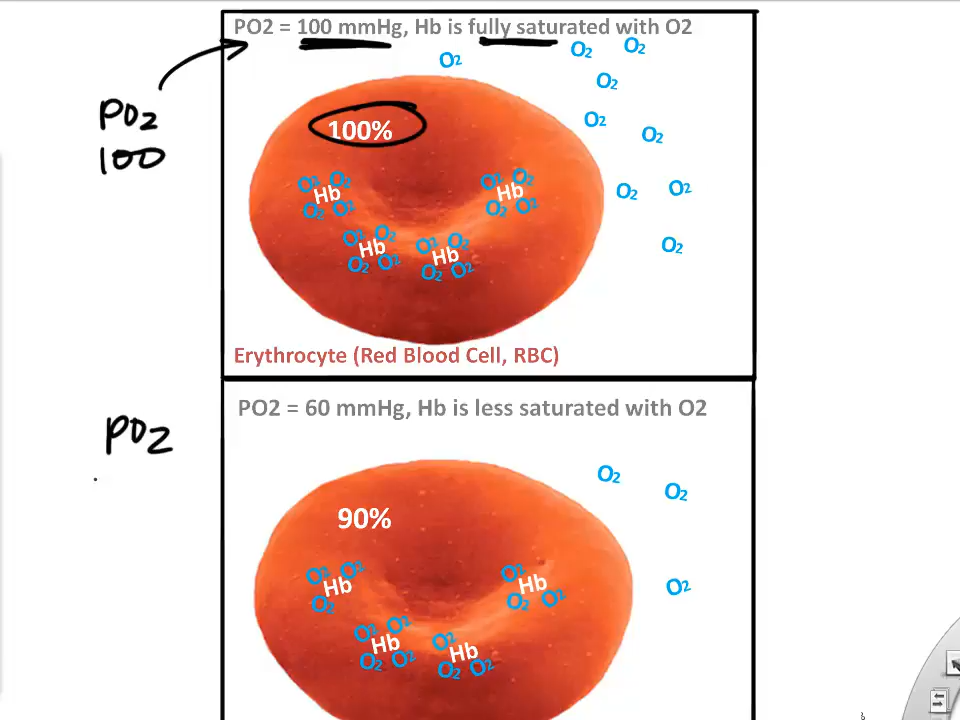 PO2 = 100 mmHg, Hb is fully saturated with O2
O2 O2 O2
O2
PO2
100
100%
O2
O2
O2 O2
Hb
O2 O2
O2 O2
Hb
O2 O2
O2 O2
O2 O2
Hb
O2 O2
O2 O2
Hb
O2 O2
O2
Erythrocyte (Red Blood Cell, RBC)
PO2 = 60 mmHg, Hb is less saturated with O2
PO2
O2
O2
90%
O2 O2
Hb
O2
O2
Hb
O2 O2
O2
O2 O2
Hb
O2 O2
O2
Hb
O2 O2